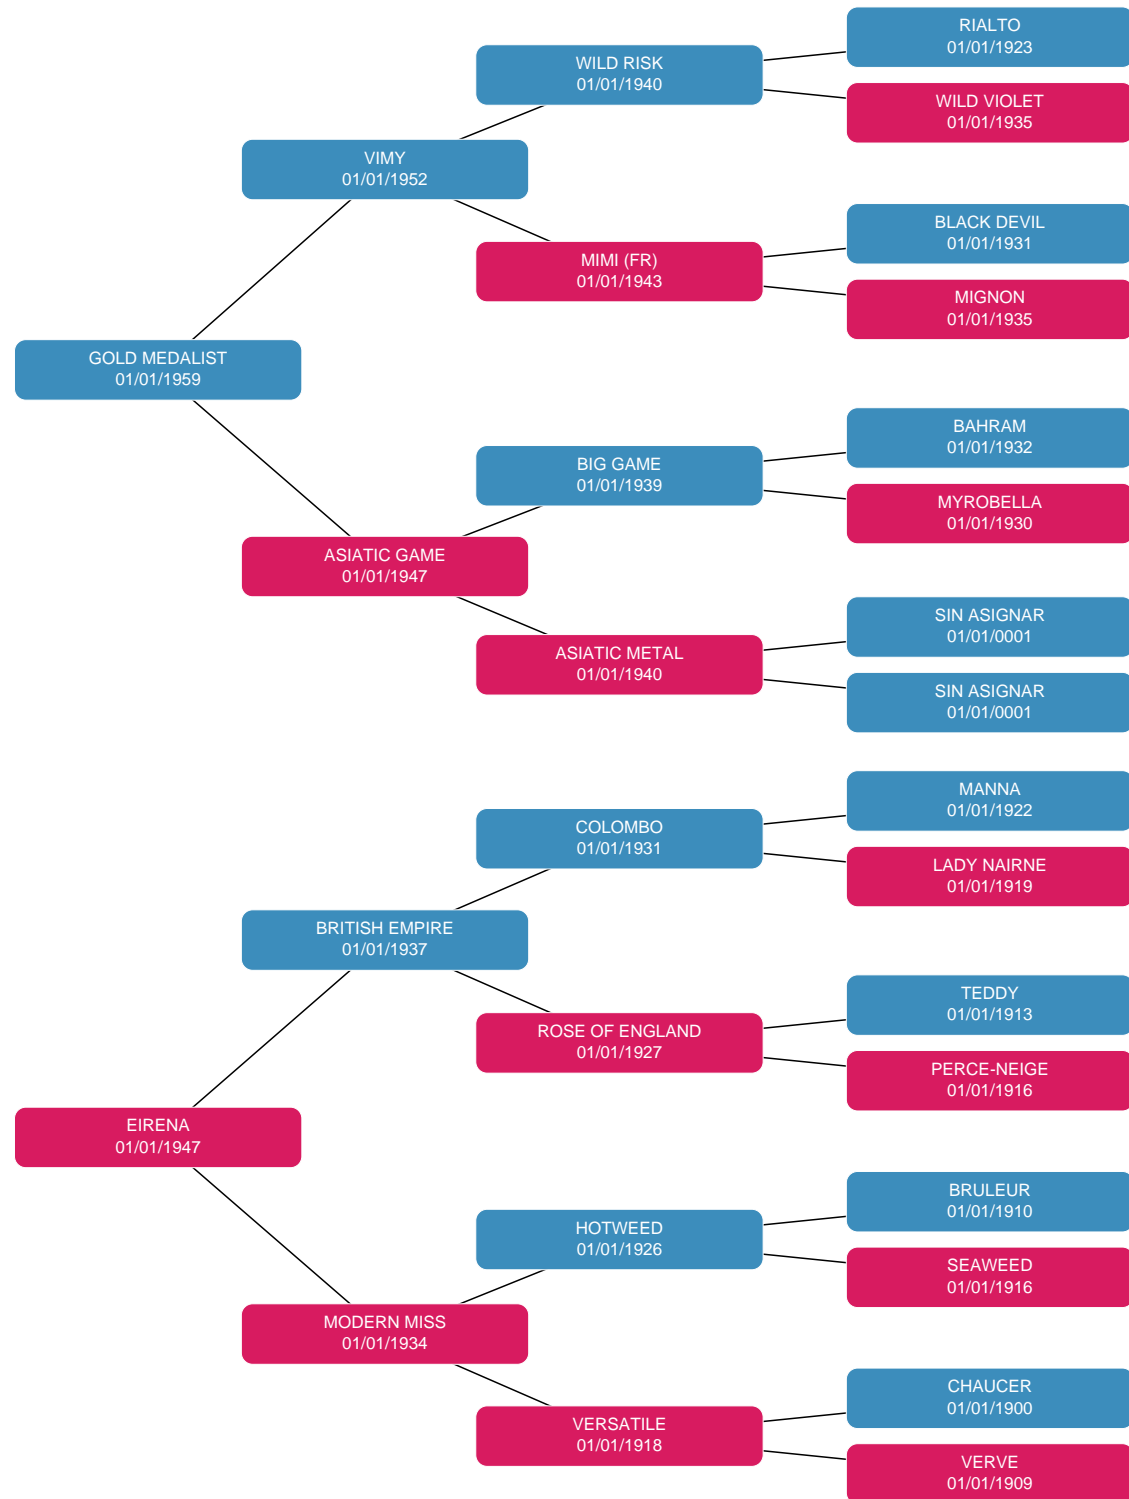 RIALTO
01/01/1923
WILD RISK
01/01/1940
WILD VIOLET
01/01/1935
VIMY
01/01/1952
BLACK DEVIL
01/01/1931
MIMI (FR)
01/01/1943
MIGNON
01/01/1935
GOLD MEDALIST
01/01/1959
BAHRAM
01/01/1932
BIG GAME
01/01/1939
MYROBELLA
01/01/1930
ASIATIC GAME
01/01/1947
SIN ASIGNAR
01/01/0001
ASIATIC METAL
01/01/1940
SIN ASIGNAR
01/01/0001
MANNA
01/01/1922
COLOMBO
01/01/1931
LADY NAIRNE
01/01/1919
BRITISH EMPIRE
01/01/1937
TEDDY
01/01/1913
ROSE OF ENGLAND
01/01/1927
PERCE-NEIGE
01/01/1916
EIRENA
01/01/1947
BRULEUR
01/01/1910
HOTWEED
01/01/1926
SEAWEED
01/01/1916
MODERN MISS
01/01/1934
CHAUCER
01/01/1900
VERSATILE
01/01/1918
VERVE
01/01/1909